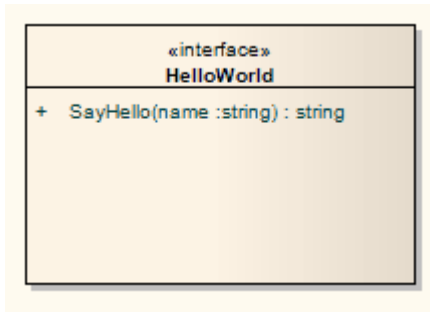 «interface»
HelloWorld
+ SayHello(name :string) : string